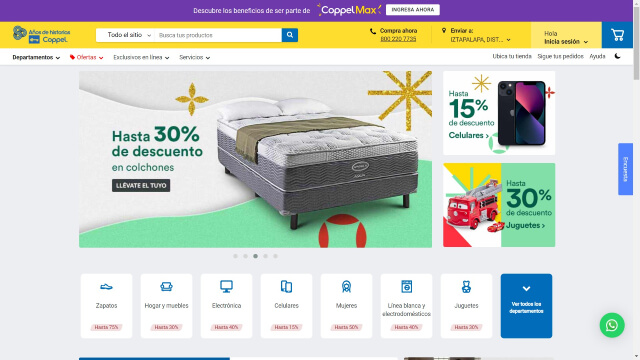 Descubre los beneficios de ser parte de CoppelMax INGRESA AHORA
Años de historias
Coppel.
Todo el sitio
Busca tus productos
Compra ahora
800 220 7735
Enviar a:
IZTAPALAPA, DIST...
Hola
Inicia sesión
Departamentos
Ofertas
Exclusivos en línea
Servicios
Ubica tu tienda
Sigue tus pedidos
Ayuda
Hasta
30%
de descuento
en colchones
LLÉVATE EL TUYO
Hasta
15%
de descuento
Celulares >
Hasta
30%
de descuento
Juguetes >
Encuesta
Zapatos
Hasta 75%
Hogar y muebles
Hasta 30%
Electrónica
Hasta 40%
Celulares
Hasta 15%
Mujeres
Hasta 50%
Línea blanca y
electrodomésticos
Hasta 40%
Juguetes
Hasta 30%
Ver todos los
departamentos